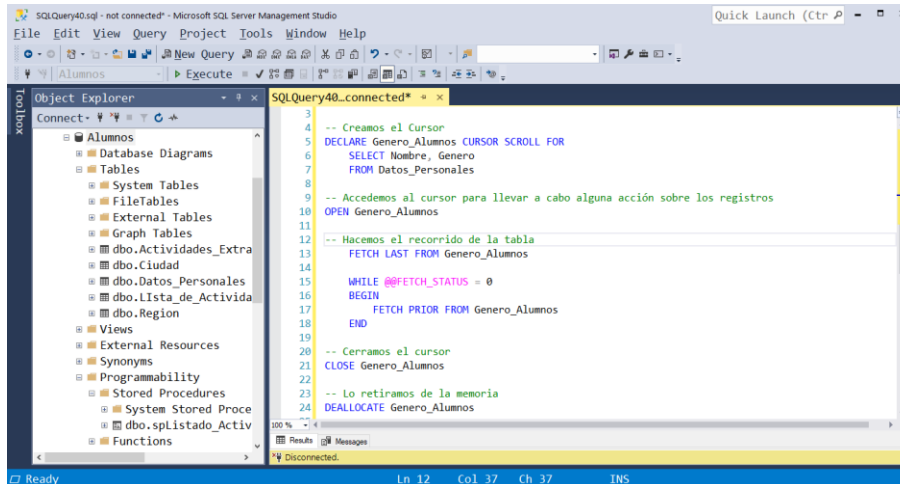 SQLQuery40.sql - not connected* - Microsoft SQL Server Management Studio
Quick Launch (Ctr
File Edit View Query Project Tools Window Help
New Query
Alumnos
Execute
Toolbox
Object Explorer
Connect
Alumnos
Database Diagrams
Tables
System Tables
FileTables
External Tables
Graph Tables
dbo.Actividades_Extra
dbo.Ciudad
dbo.Datos_Personales
dbo.LIsta_de_Activida
dbo.Region
Views
External Resources
Synonyms
Programmability
Stored Procedures
System Stored Proce
dbo.spListado_Activ
Functions
SQLQuery40…connected*
3
4 -- Creamos el Cursor
5 DECLARE Genero_Alumnos CURSOR SCROLL FOR
6 SELECT Nombre, Genero
7 FROM Datos_Personales
8
9 -- Accedemos al cursor para llevar a cabo alguna acción sobre los registros
10 OPEN Genero_Alumnos
11
12 -- Hacemos el recorrido de la tabla
13 FETCH LAST FROM Genero_Alumnos
14
15 WHILE @@FETCH_STATUS = 0
16 BEGIN
17 FETCH PRIOR FROM Genero_Alumnos
18 END
19
20 -- Cerramos el cursor
21 CLOSE Genero_Alumnos
22
23 -- Lo retiramos de la memoria
24 DEALLOCATE Genero_Alumnos
100 %
Results Messages
Disconnected.
Ready Ln 12 Col 37 Ch 37 INS